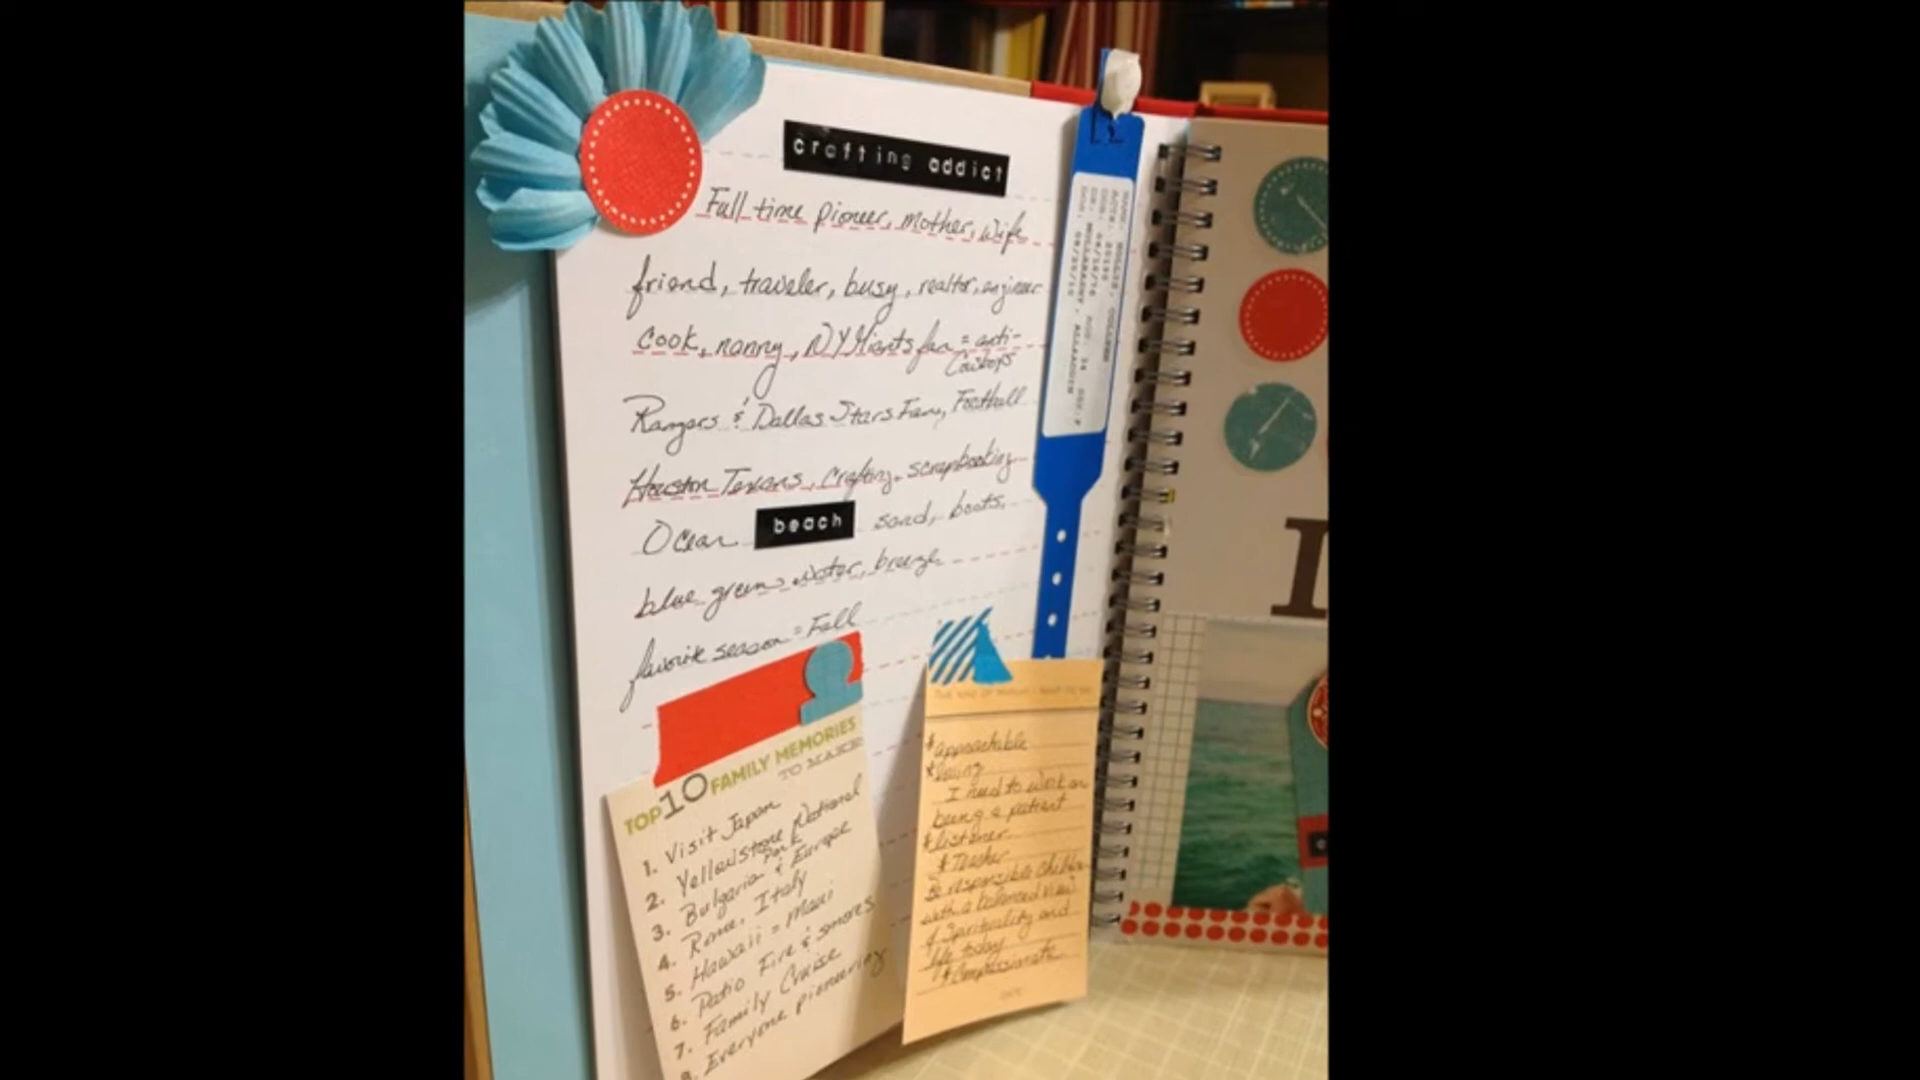 crafting addict
Full time pioneer, mother, wife
friend, traveler, busy, realtor, engineer
cook, nanny, NY Giants fan = anti-
Cowboys
Rangers & Dallas Stars Fan, Football
Houston Texans, Crafting, scrapbooking
Ocean beach sand, boats,
blue green water, breeze
favorite season = Fall
TOP 10 FAMILY MEMORIES
TO MAKE
1. Visit Japan
2. Yellowstone National
Park
3. Bulgaria & Europe
4. Rome, Italy
5. Hawaii = Maui
6. Patio Fire & smores
7. Family Cruise
8. Everyone pioneering
* approachable
* loving
I need to work on
being a patient
* listener
* Teacher
Be responsible
with a balanced view
of Spirituality and
life today
* Compassionate